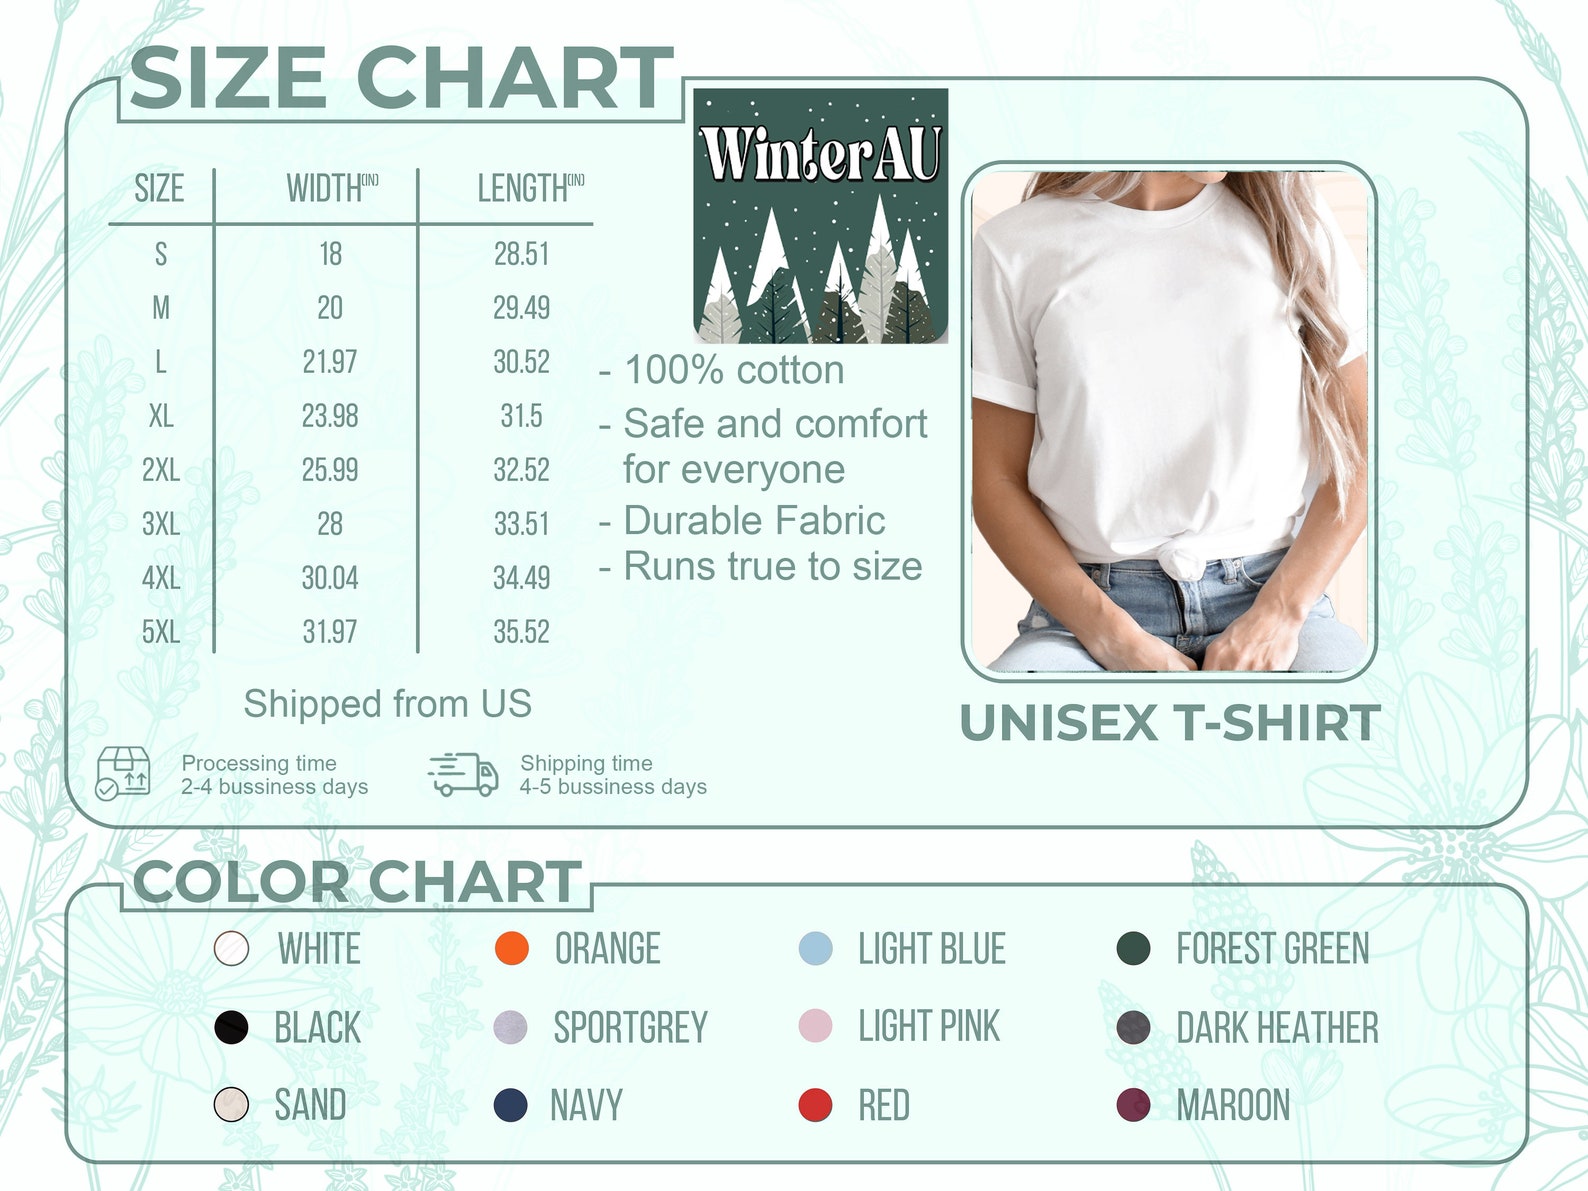 SIZE CHART
WinterAU
SIZE WIDTH(IN) LENGTH(IN)
S 18 28.51
M 20 29.49
L 21.97 30.52
XL 23.98 31.5
2XL 25.99 32.52
3XL 28 33.51
4XL 30.04 34.49
5XL 31.97 35.52
- 100% cotton
- Safe and comfort
for everyone
- Durable Fabric
- Runs true to size
Shipped from US
Processing time
2-4 bussiness days
Shipping time
4-5 bussiness days
UNISEX T-SHIRT
COLOR CHART
WHITE ORANGE LIGHT BLUE FOREST GREEN
BLACK SPORTGREY LIGHT PINK DARK HEATHER
SAND NAVY RED MAROON